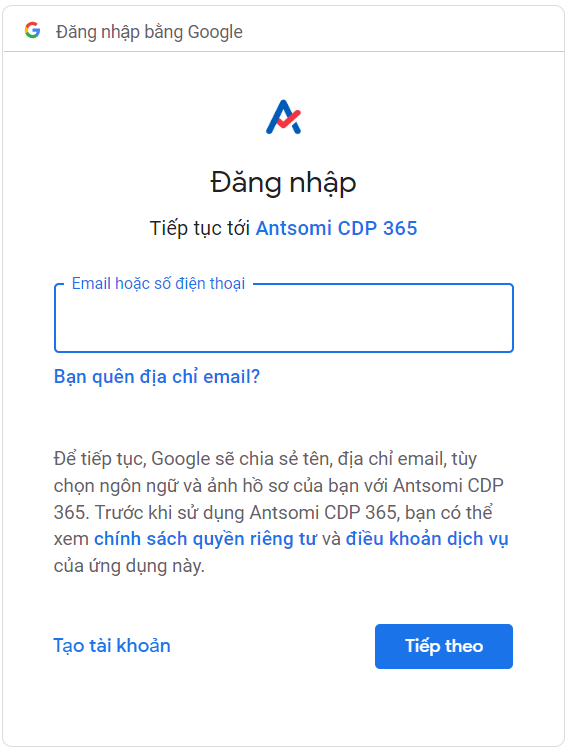 Đăng nhập bằng Google
Đăng nhập
Tiếp tục tới Antsomi CDP 365
Email hoặc số điện thoại
Bạn quên địa chỉ email?
Để tiếp tục, Google sẽ chia sẻ tên, địa chỉ email, tùy
chọn ngôn ngữ và ảnh hồ sơ của bạn với Antsomi CDP
365. Trước khi sử dụng Antsomi CDP 365, bạn có thể
xem chính sách quyền riêng tư và điều khoản dịch vụ
của ứng dụng này.
Tạo tài khoản
Tiếp theo